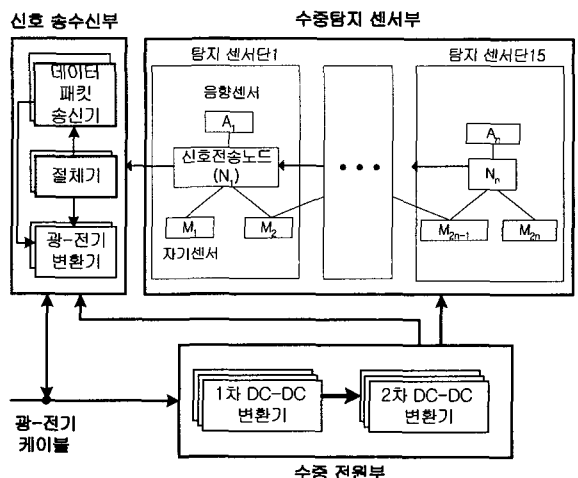 신호 송수신부
수중탐지 센서부
데이터
패킷
송신기
절체기
광-전기
변환기
탐지 센서단1
음향센서
A1
신호전송노드
(N1)
M1
M2
자기센서
• • •
탐지 센서단15
An
Nn
M2n-1
M2n
광-전기
케이블
1차 DC-DC
변환기
2차 DC-DC
변환기
수중 전원부